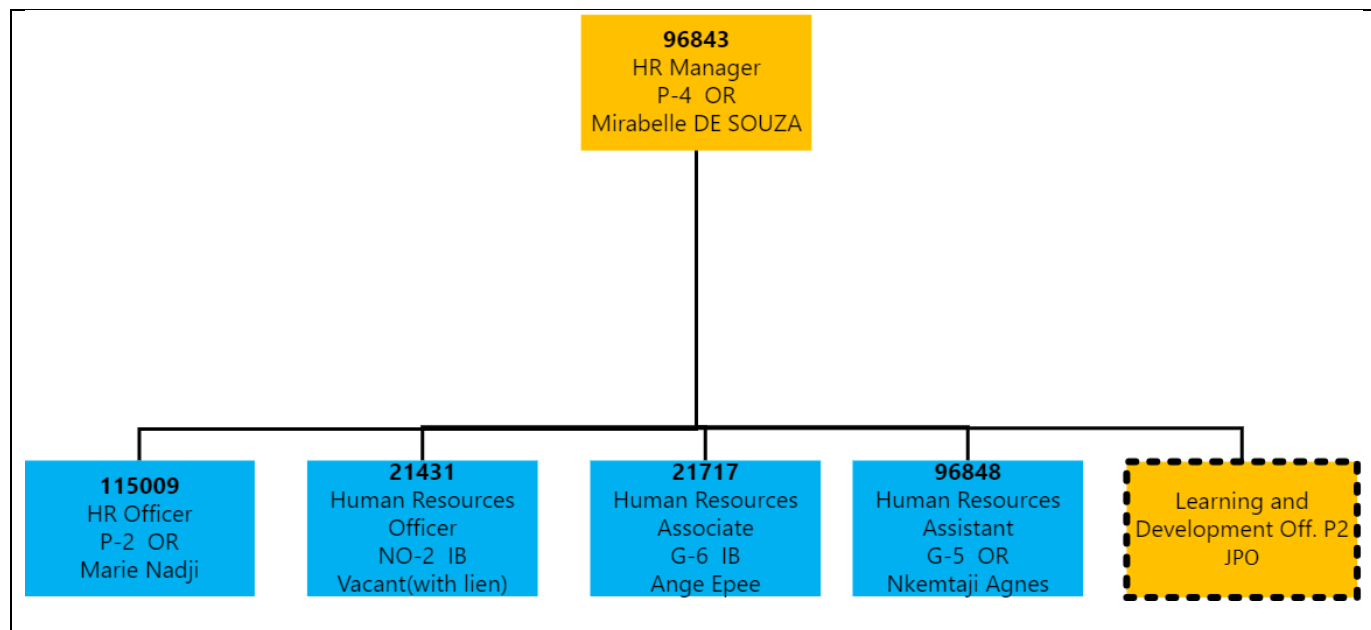 96843
HR Manager
P-4 OR
Mirabelle DE SOUZA
115009
HR Officer
P-2 OR
Marie Nadji
21431
Human Resources
Officer
NO-2 IB
Vacant(with lien)
21717
Human Resources
Associate
G-6 IB
Ange Epee
96848
Human Resources
Assistant
G-5 OR
Nkemtaji Agnes
Learning and
Development Off. P2
JPO